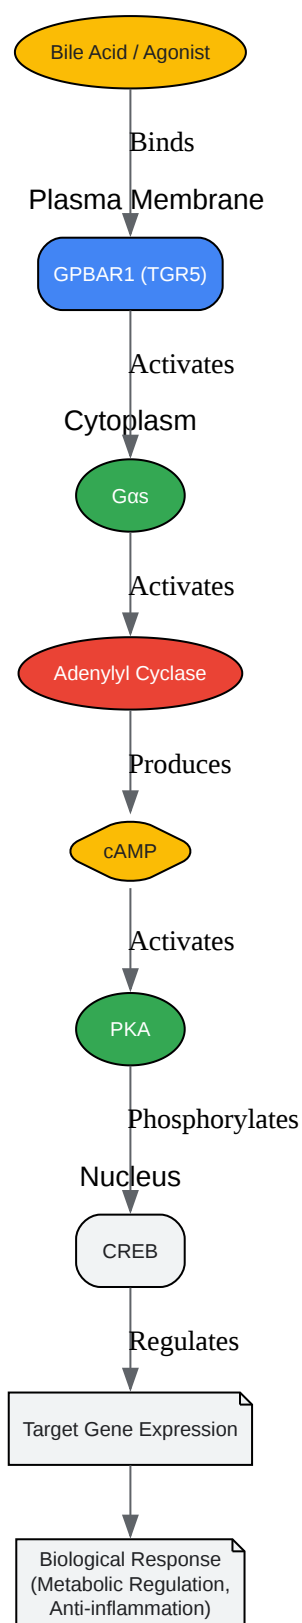 Bile Acid / Agonist
Binds
Plasma Membrane
GPBAR1 (TGR5)
Activates
Cytoplasm
Gαs
Activates
Adenylyl Cyclase
Produces
cAMP
Activates
PKA
Phosphorylates
Nucleus
CREB
Regulates
Target Gene Expression
Biological Response
(Metabolic Regulation,
Anti-inflammation)